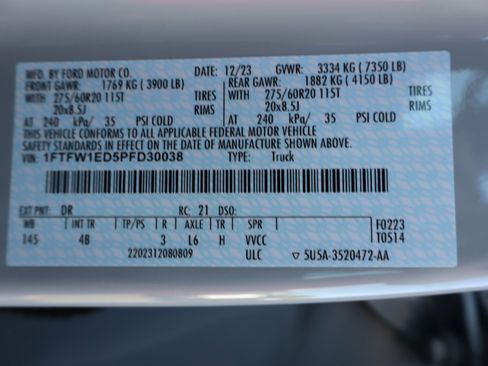 MFD. BY FORD MOTOR CO. DATE: 12/23 GVWR: 3334 KG ( 7350 LB)
FRONT GAWR: 1769 KG ( 3900 LB) REAR GAWR: 1882 KG ( 4150 LB)
WITH 275/60R20 115T TIRES WITH 275/60R20 115T TIRES
20x8.5J RIMS 20x8.5J RIMS
AT 240 kPa/ 35 PSI COLD AT 240 kPa/ 35 PSI COLD
THIS VEHICLE CONFORMS TO ALL APPLICABLE FEDERAL MOTOR VEHICLE
SAFETY STANDARDS IN EFFECT ON THE DATE OF MANUFACTURE SHOWN ABOVE.
VIN: 1FTFW1ED5PFD30038 TYPE: Truck
EXT PNT: DR RC: 21 DSO: F0223
WB INT TR TP/PS R AXLE TR SPR T0514
145 4B 3 L6 H VVCC
2202312080809 ULC ▽ 5U5A-3520472-AA